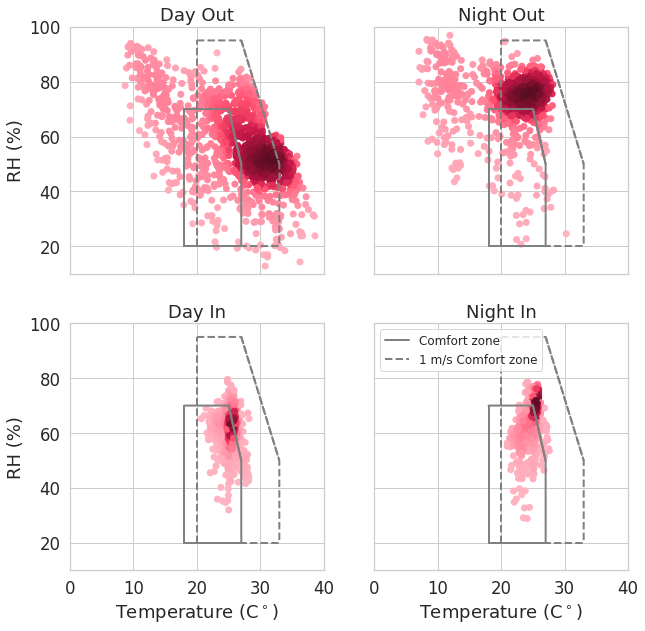 Day Out
Night Out
100
80
60
40
20
RH (%)
Day In
Night In
100
80
60
40
20
RH (%)
Comfort zone
1 m/s Comfort zone
0 10 20 30 40
0 10 20 30 40
Temperature (C^∘)
Temperature (C^∘)